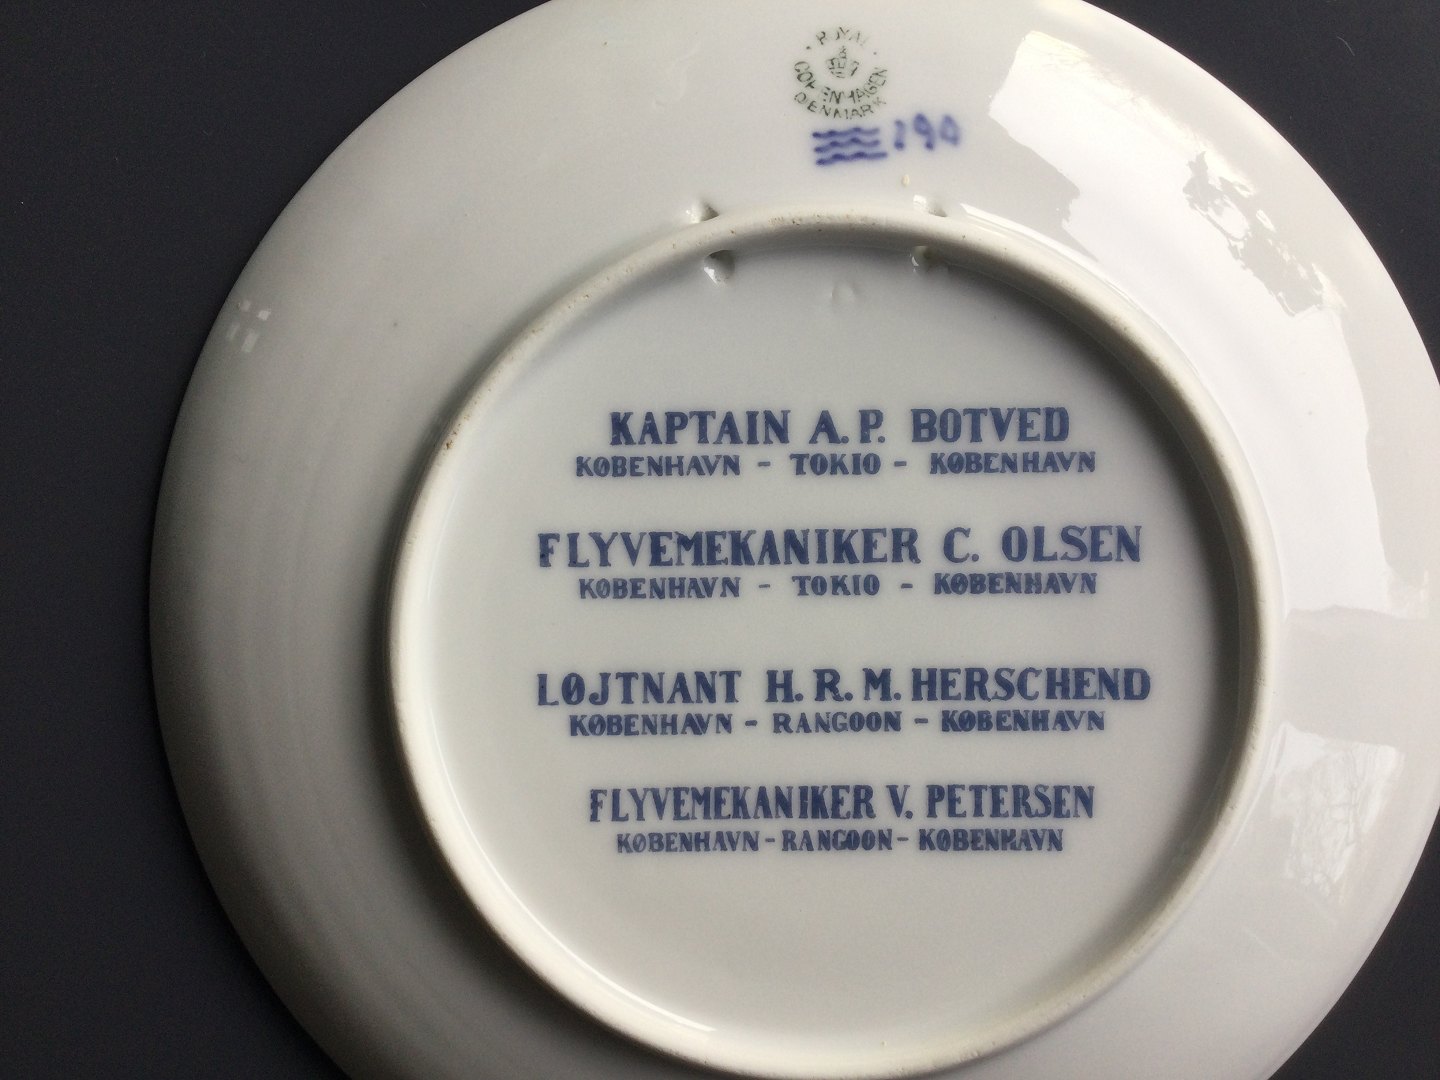 ROYAL
COPENHAGEN
DENMARK
290
KAPTAIN A. P. BOTVED
KØBENHAVN - TOKIO - KØBENHAVN
FLYVEMEKANIKER C. OLSEN
KØBENHAVN - TOKIO - KØBENHAVN
LØJTNANT H. R. M. HERSCHEND
KØBENHAVN - RANGOON - KØBENHAVN
FLYVEMEKANIKER V. PETERSEN
KØBENHAVN - RANGOON - KØBENHAVN